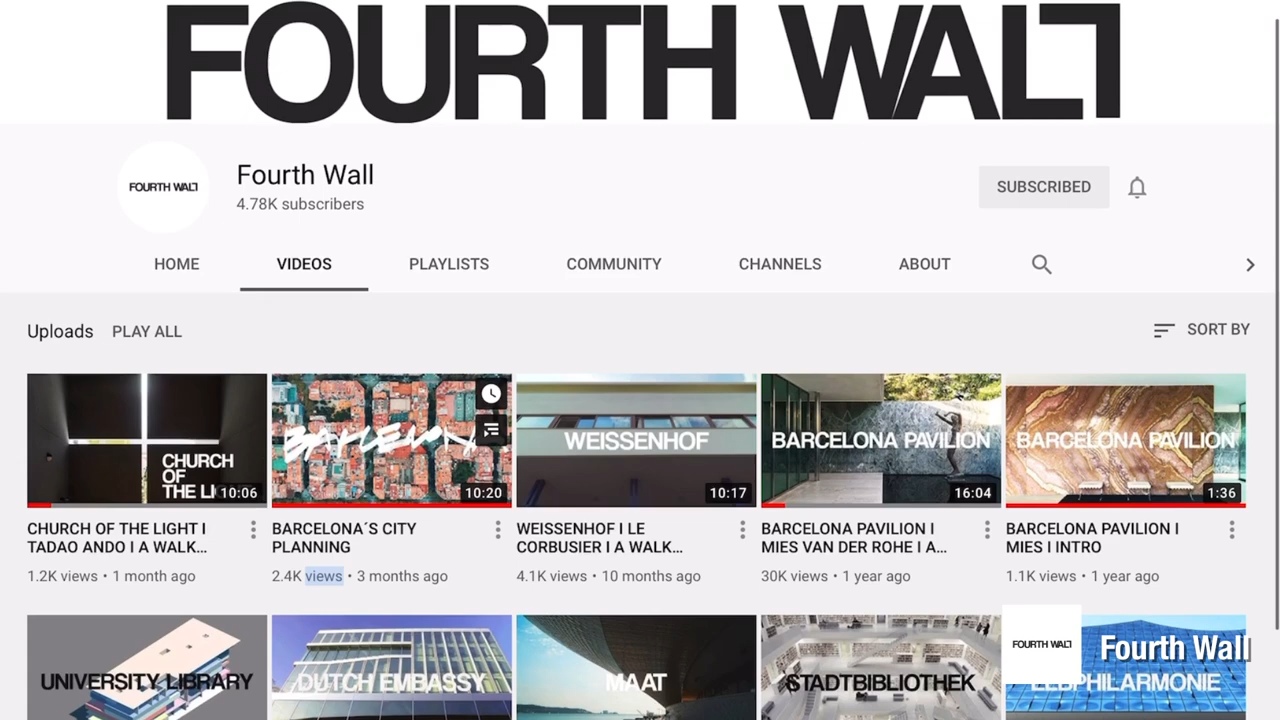 FOURTH WALL
FOURTH WALL
Fourth Wall
4.78K subscribers
SUBSCRIBED
HOME
VIDEOS
PLAYLISTS
COMMUNITY
CHANNELS
ABOUT
Uploads
PLAY ALL
SORT BY
CHURCH
OF
THE LI
10:06
BARCELONA
10:20
WEISSENHOF
10:17
BARCELONA PAVILION
16:04
BARCELONA PAVILION
1:36
CHURCH OF THE LIGHT I
TADAO ANDO I A WALK...
1.2K views • 1 month ago
BARCELONA´S CITY
PLANNING
2.4K views • 3 months ago
WEISSENHOF I LE
CORBUSIER I A WALK...
4.1K views • 10 months ago
BARCELONA PAVILION I
MIES VAN DER ROHE I A...
30K views • 1 year ago
BARCELONA PAVILION I
MIES I INTRO
1.1K views • 1 year ago
UNIVERSITY LIBRARY
DUTCH EMBASSY
MAAT
STADTBIBLIOTHEK
ELBPHILARMONIE
FOURTH WALL
Fourth Wall